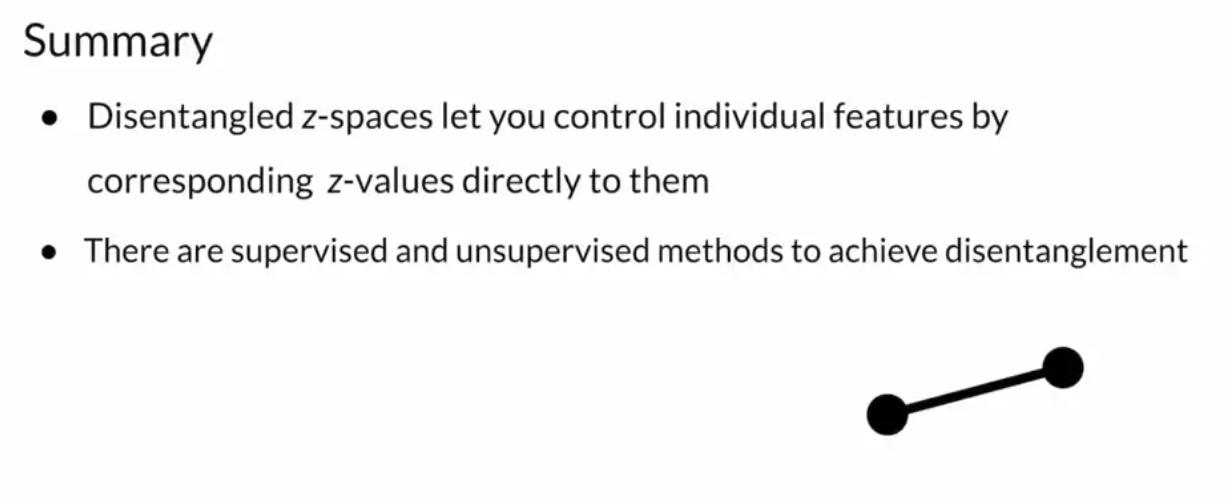 Summary
● Disentangled z-spaces let you control individual features by
corresponding z-values directly to them
● There are supervised and unsupervised methods to achieve disentanglement